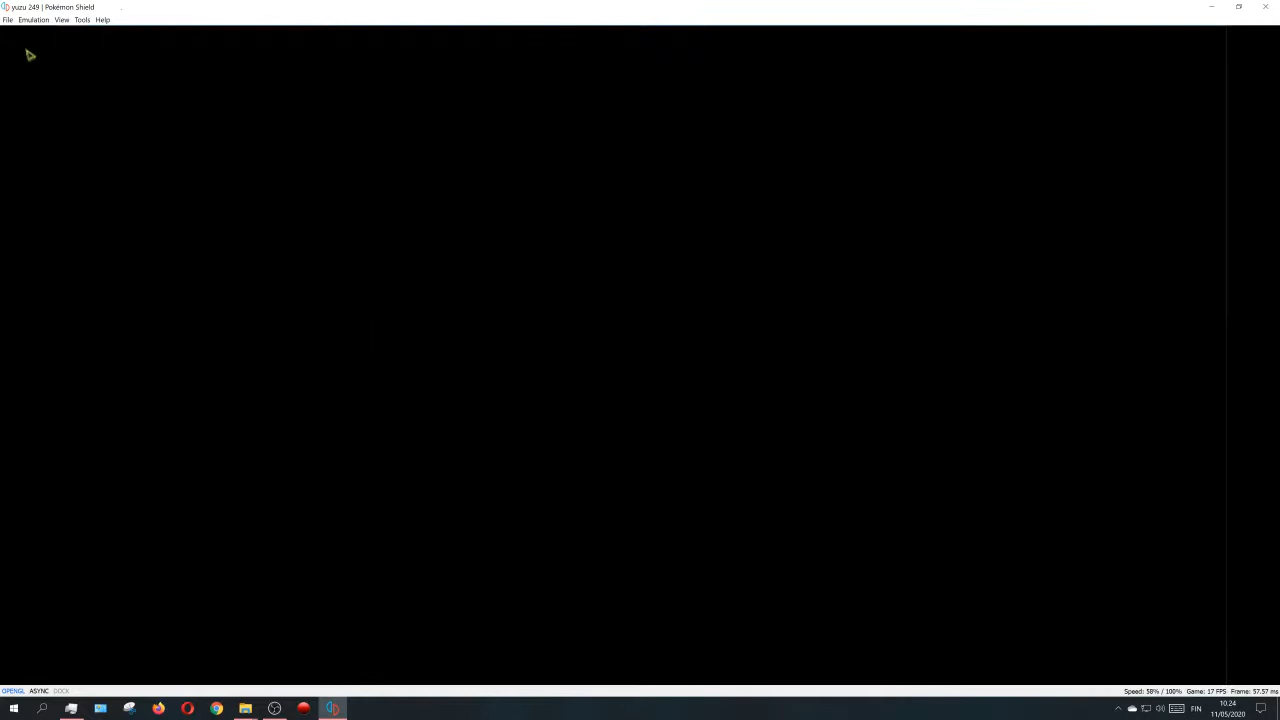 yuzu 249 | Pokémon Shield
File Emulation View Tools Help
OPENGL ASYNC DOCK
Speed: 58% / 100% Game: 17 FPS Frame: 57.57 ms
FIN
10.24
11/05/2020